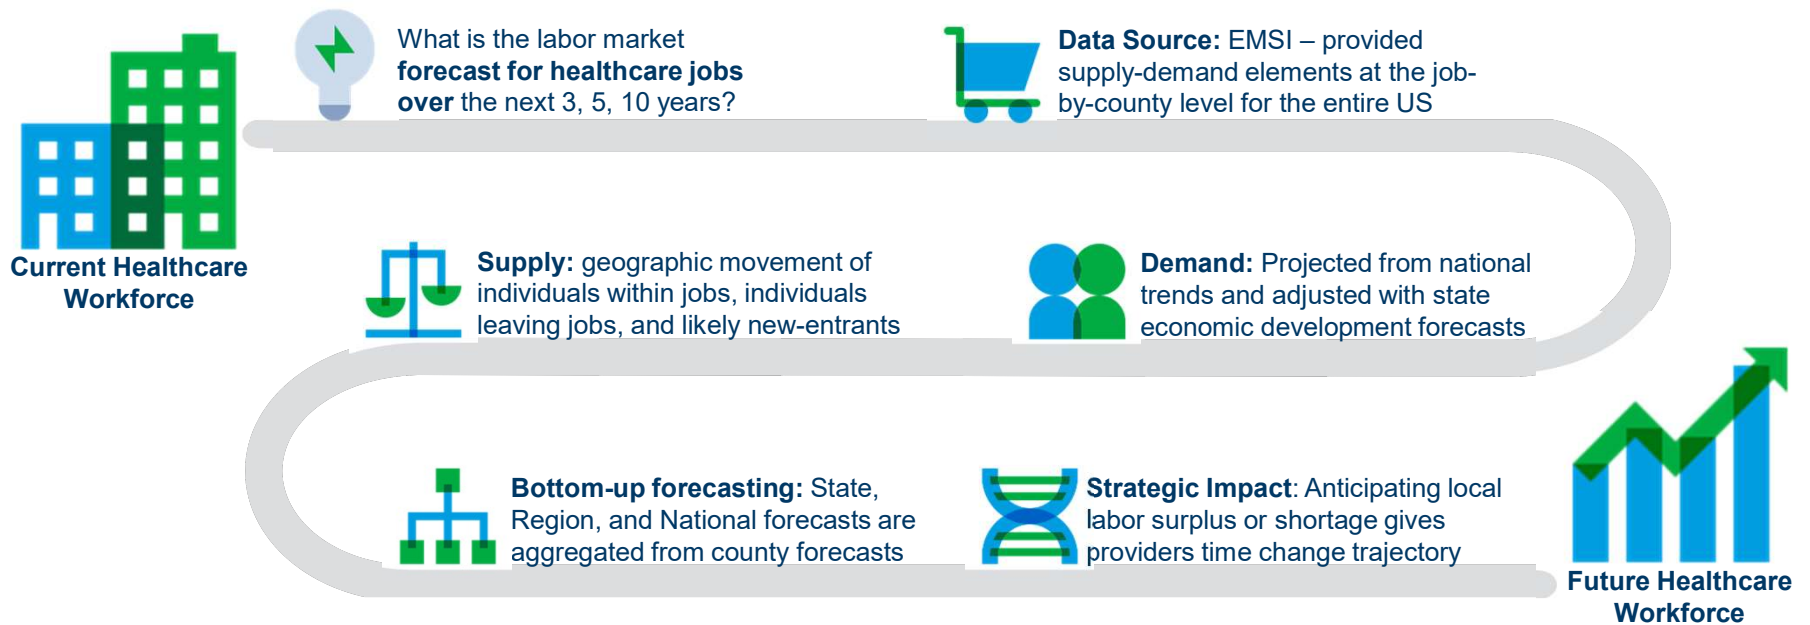 What is the labor market
forecast for healthcare jobs
over the next 3, 5, 10 years?
Data Source: EMSI – provided
supply-demand elements at the job-
by-county level for the entire US
Current Healthcare
Workforce
Supply: geographic movement of
individuals within jobs, individuals
leaving jobs, and likely new-entrants
Demand: Projected from national
trends and adjusted with state
economic development forecasts
Bottom-up forecasting: State,
Region, and National forecasts are
aggregated from county forecasts
Strategic Impact: Anticipating local
labor surplus or shortage gives
providers time change trajectory
Future Healthcare
Workforce